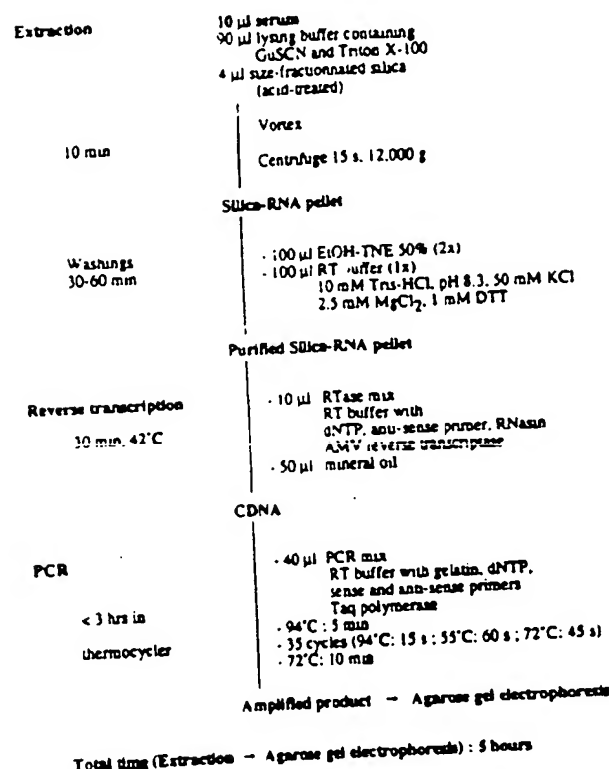 Extraction
10 µl serum
90 µl lysing buffer containing
GuSCN and Triton X-100
4 µl size-fractionnated silica
(acid-treated)
Vortex
10 min
Centrifuge 15 s. 12.000 g
Silica-RNA pellet
Washings
30-60 min
- 100 µl EtOH-TNE 50% (2x)
- 100 µl RT buffer (1x)
10 mM Tris-HCl, pH 8.3, 50 mM KCl
2.5 mM MgCl2, 1 mM DTT
Purified Silica-RNA pellet
Reverse transcription
30 min, 42°C
- 10 µl RTase mix
RT buffer with
dNTP, anti-sense primer, RNasin
AMV reverse transcriptase
- 50 µl mineral oil
CDNA
PCR
- 40 µl PCR mix
RT buffer with gelatin, dNTP,
sense and anti-sense primers
Taq polymerase
< 3 hrs in
thermocycler
- 94°C : 5 min
- 35 cycles (94°C: 15 s ; 55°C: 60 s ; 72°C: 45 s)
- 72°C: 10 min
Amplified product → Agarose gel electrophoresis
Total time (Extraction → Agarose gel electrophoresis) : 5 hours